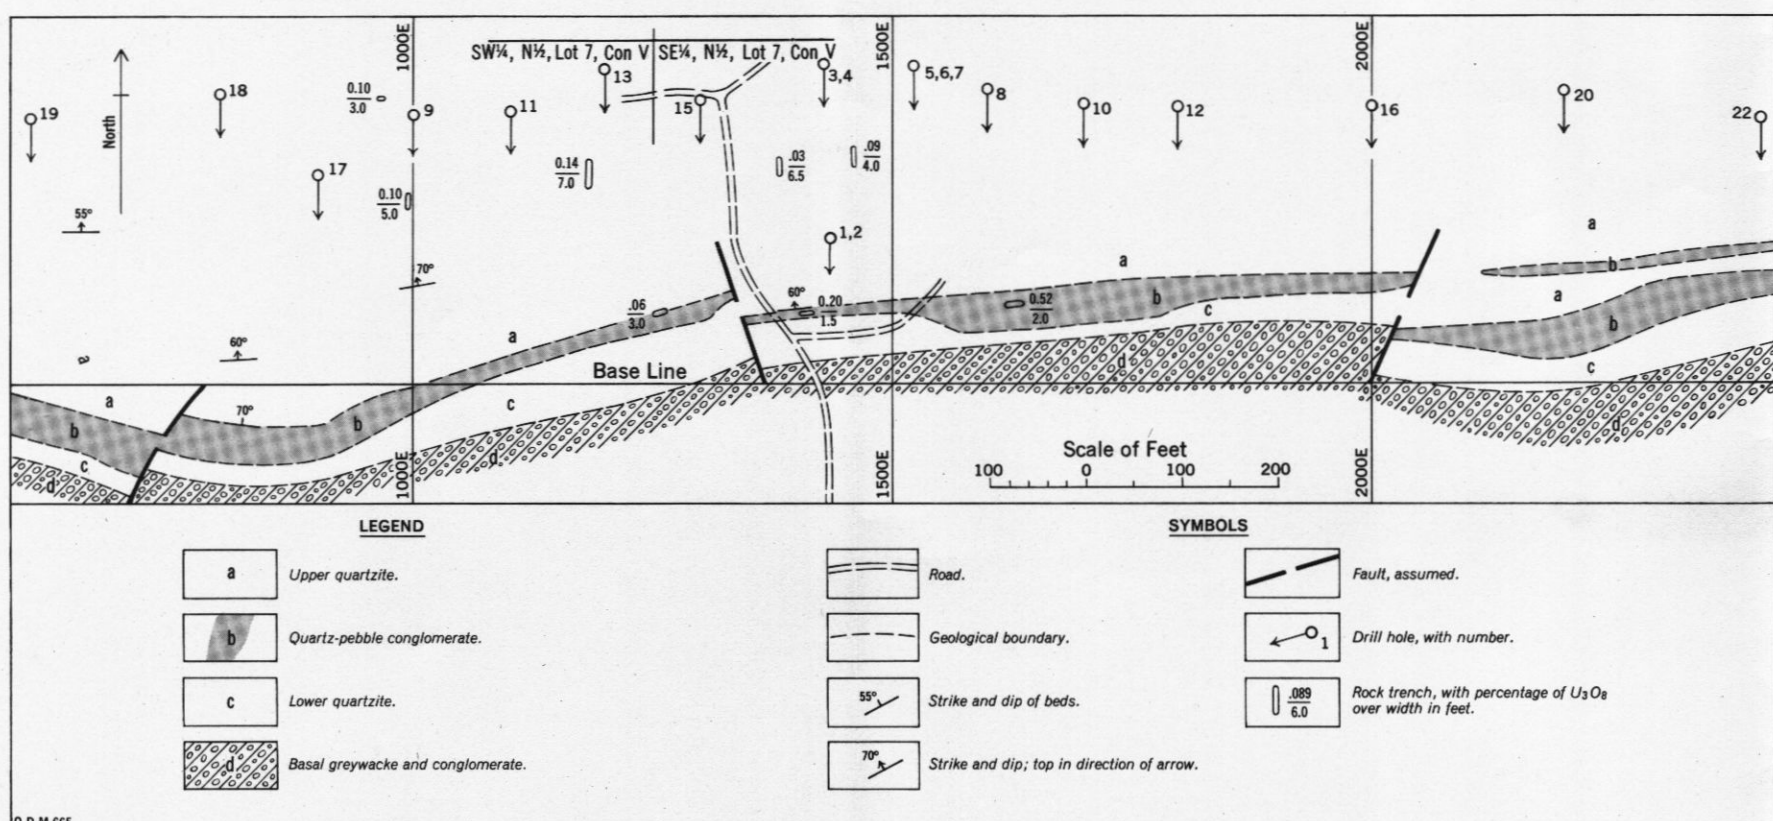 1000E
1500E
2000E
SW¼, N½, Lot 7, Con V
SE¼, N½, Lot 7, Con V
North
19
18
0.10
3.0
9
11
13
15
3,4
5,6,7
8
10
12
16
20
22
17
0.10
5.0
0.14
7.0
.03
6.5
.09
4.0
55°
70°
1,2
a
a
b
.06
3.0
60°
0.20
1.5
0.52
2.0
b
c
a
b
a
60°
a
Base Line
d
c
a
70°
b
b
c
c
d
d
d
Scale of Feet
100 0 100 200
1000E
1500E
2000E
LEGEND
a Upper quartzite.
b Quartz-pebble conglomerate.
c Lower quartzite.
d Basal greywacke and conglomerate.
SYMBOLS
Road.
Geological boundary.
55° Strike and dip of beds.
70° Strike and dip; top in direction of arrow.
Fault, assumed.
1 Drill hole, with number.
.089
6.0
Rock trench, with percentage of U₃O₈
over width in feet.